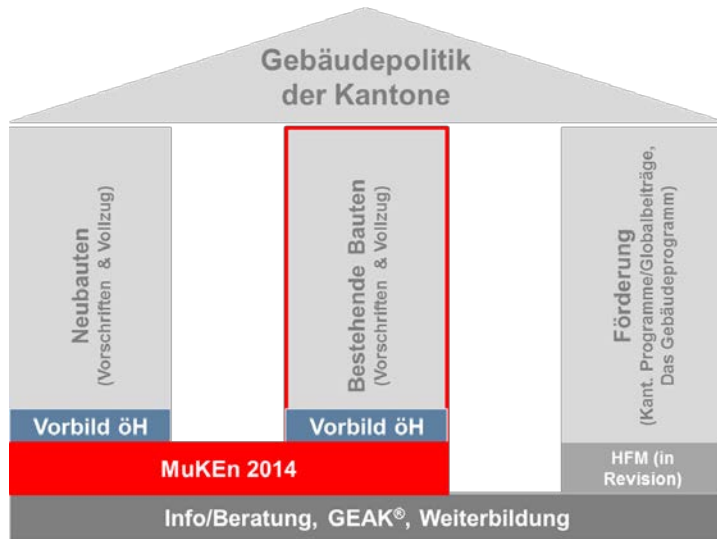 Gebäudepolitik
der Kantone
Neubauten
(Vorschriften & Vollzug)
Bestehende Bauten
(Vorschriften & Vollzug)
Förderung
(Kant. Programme/Globalbeiträge,
Das Gebäudeprogramm)
Vorbild öH
Vorbild öH
MuKEn 2014
HFM (in
Revision)
Info/Beratung, GEAK®, Weiterbildung